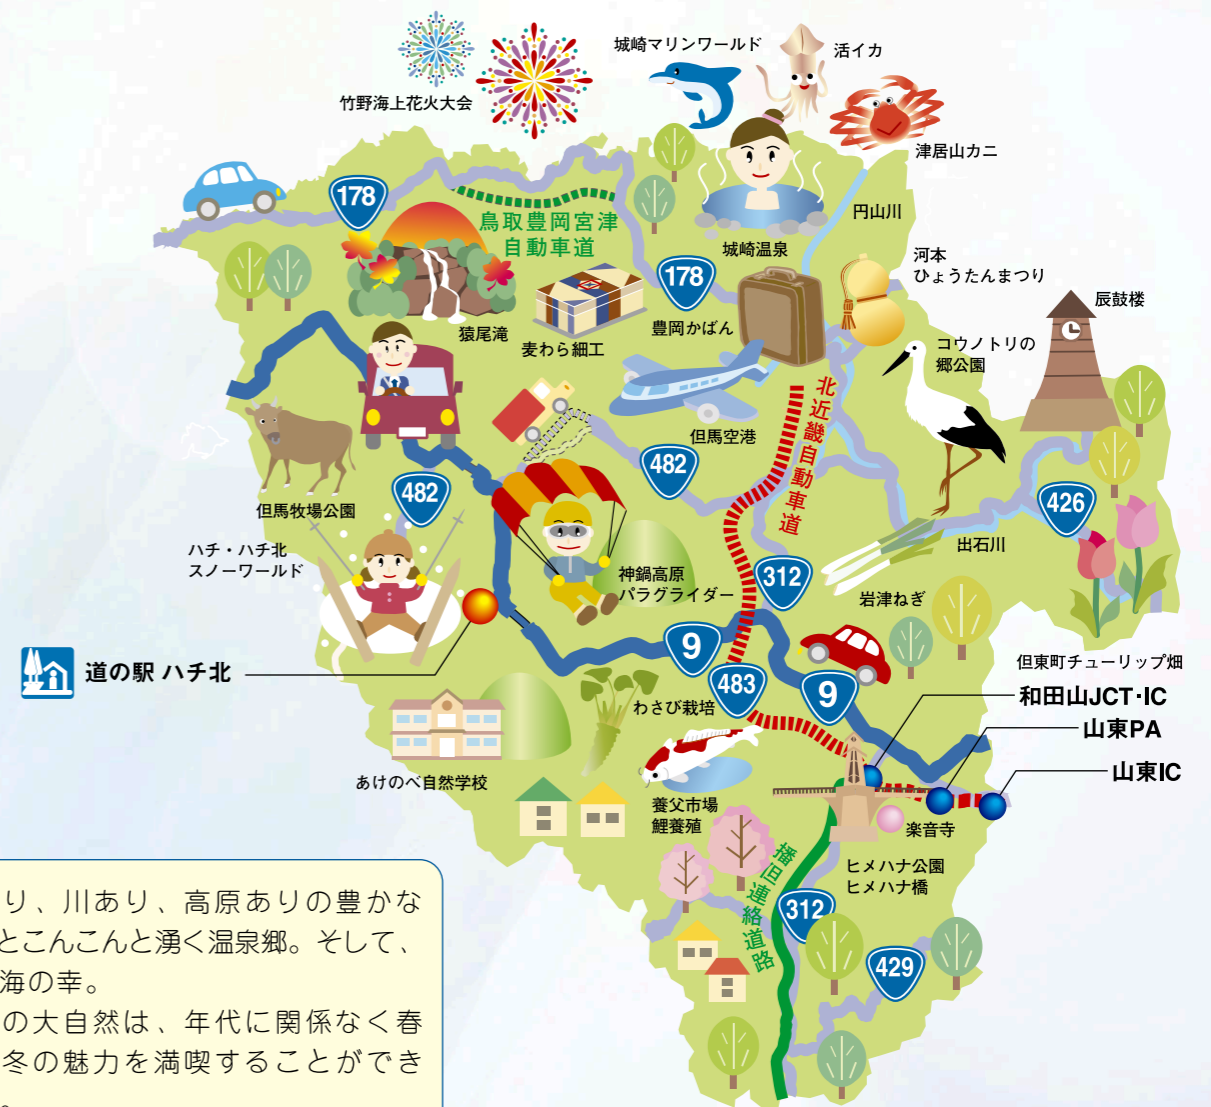 城崎マリンワールド
活イカ
竹野海上花火大会
津居山カニ
178
鳥取豊岡宮津
自動車道
円山川
城崎温泉
河本
ひょうたんまつり
178
豊岡かばん
辰鼓楼
猿尾滝
麦わら細工
コウノトリの
郷公園
北近畿自動車道
但馬空港
482
482
426
但馬牧場公園
出石川
ハチ・ハチ北
スノーワールド
神鍋高原
パラグライダー
312
岩津ねぎ
9
道の駅 ハチ北
但東町チューリップ畑
483
9
和田山JCT・IC
わさび栽培
山東PA
あけのべ自然学校
山東IC
養父市場
鯉養殖
楽音寺
ヒメハナ公園
ヒメハナ橋
播但連絡道路
312
429
り、川あり、高原ありの豊かな
とこんこんと湧く温泉郷。そして、
海の幸。
の大自然は、年代に関係なく春
冬の魅力を満喫することができ
。